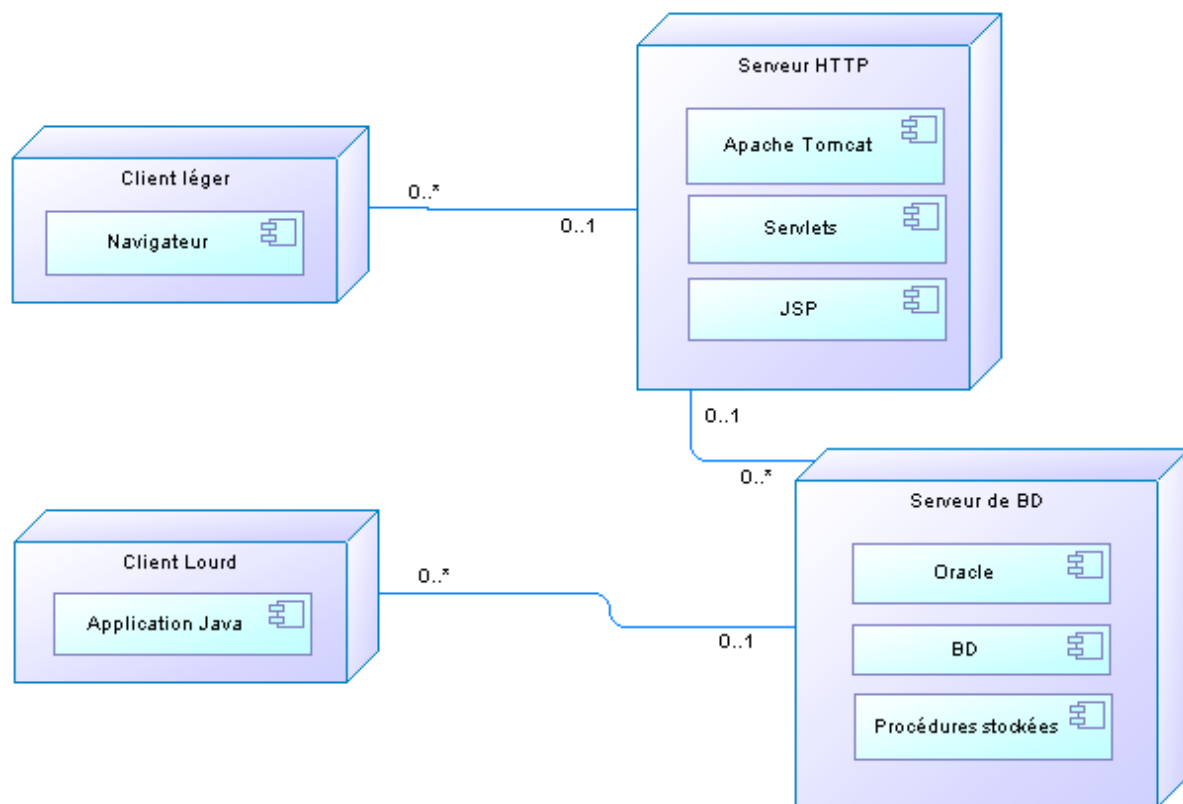 Serveur HTTP
Apache Tomcat
Servlets
JSP
Client léger
Navigateur
0..*
0..1
0..1
0..*
Serveur de BD
Oracle
BD
Procédures stockées
Client Lourd
Application Java
0..*
0..1